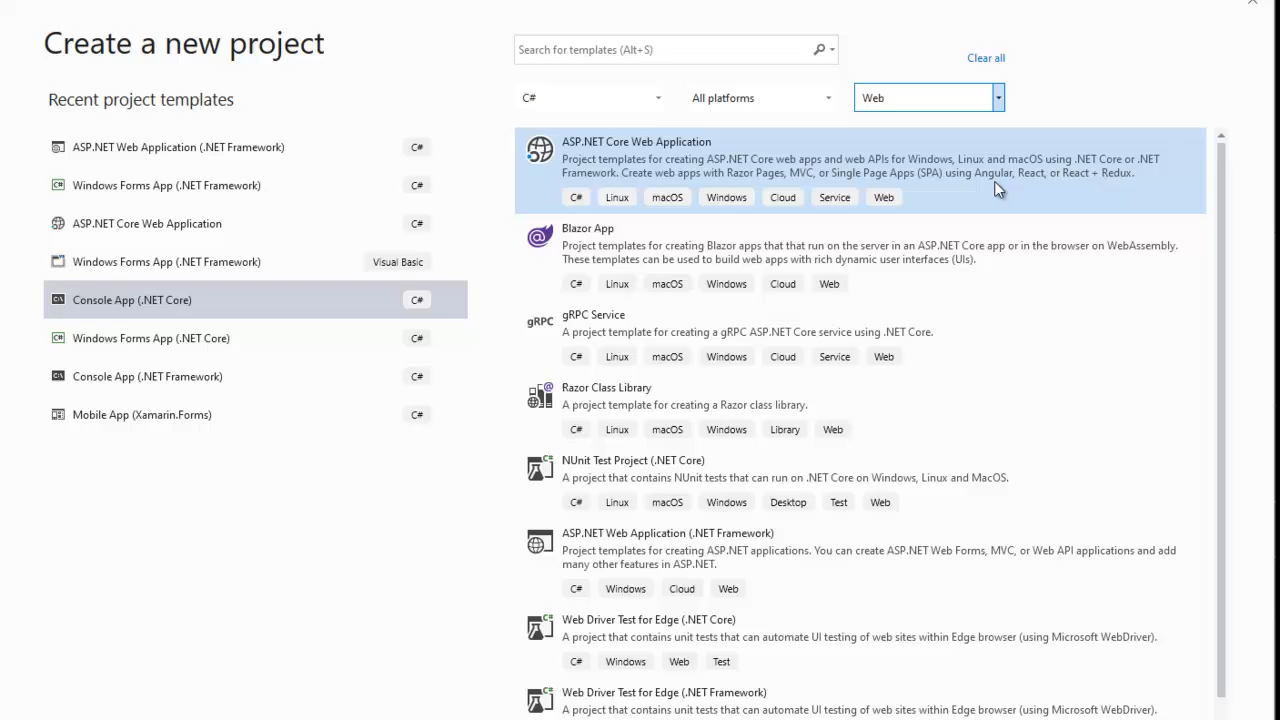 Create a new project
Recent project templates
ASP.NET Web Application (.NET Framework) C#
Windows Forms App (.NET Framework) C#
ASP.NET Core Web Application C#
Windows Forms App (.NET Framework) Visual Basic
Console App (.NET Core) C#
Windows Forms App (.NET Core) C#
Console App (.NET Framework) C#
Mobile App (Xamarin.Forms) C#
Search for templates (Alt+S)
Clear all
C# All platforms Web
ASP.NET Core Web Application
Project templates for creating ASP.NET Core web apps and web APIs for Windows, Linux and macOS using .NET Core or .NET
Framework. Create web apps with Razor Pages, MVC, or Single Page Apps (SPA) using Angular, React, or React + Redux.
C# Linux macOS Windows Cloud Service Web
Blazor App
Project templates for creating Blazor apps that that run on the server in an ASP.NET Core app or in the browser on WebAssembly.
These templates can be used to build web apps with rich dynamic user interfaces (UIs).
C# Linux macOS Windows Cloud Web
gRPC gRPC Service
A project template for creating a gRPC ASP.NET Core service using .NET Core.
C# Linux macOS Windows Cloud Service Web
Razor Class Library
A project template for creating a Razor class library.
C# Linux macOS Windows Library Web
NUnit Test Project (.NET Core)
A project that contains NUnit tests that can run on .NET Core on Windows, Linux and MacOS.
C# Linux macOS Windows Desktop Test Web
ASP.NET Web Application (.NET Framework)
Project templates for creating ASP.NET applications. You can create ASP.NET Web Forms, MVC, or Web API applications and add
many other features in ASP.NET.
C# Windows Cloud Web
Web Driver Test for Edge (.NET Core)
A project that contains unit tests that can automate UI testing of web sites within Edge browser (using Microsoft WebDriver).
C# Windows Web Test
Web Driver Test for Edge (.NET Framework)
A project that contains unit tests that can automate UI testing of web sites within Edge browser (using Microsoft WebDriver).